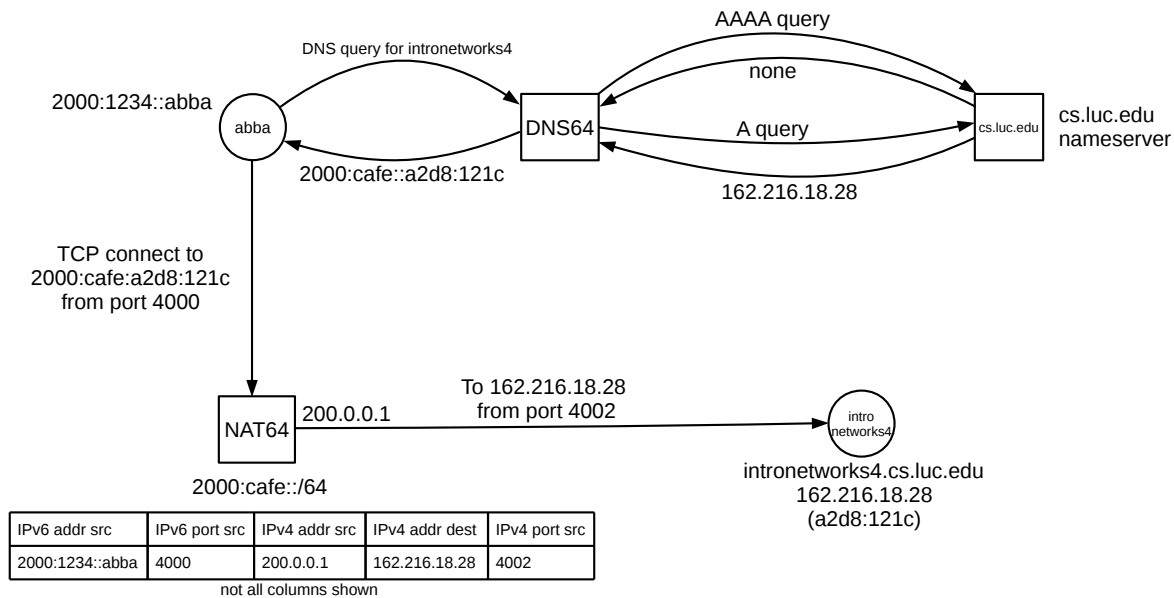 AAAA query
DNS query for intronetworks4
none
2000:1234::abba
abba
DNS64
A query
cs.luc.edu
cs.luc.edu
nameserver
2000:cafe::a2d8:121c
162.216.18.28
TCP connect to
2000:cafe:a2d8:121c
from port 4000
To 162.216.18.28
from port 4002
200.0.0.1
NAT64
intro
networks4
2000:cafe::/64
intronetworks4.cs.luc.edu
162.216.18.28
(a2d8:121c)
IPv6 addr src IPv6 port src IPv4 addr src IPv4 addr dest IPv4 port src
2000:1234::abba 4000 200.0.0.1 162.216.18.28 4002
not all columns shown